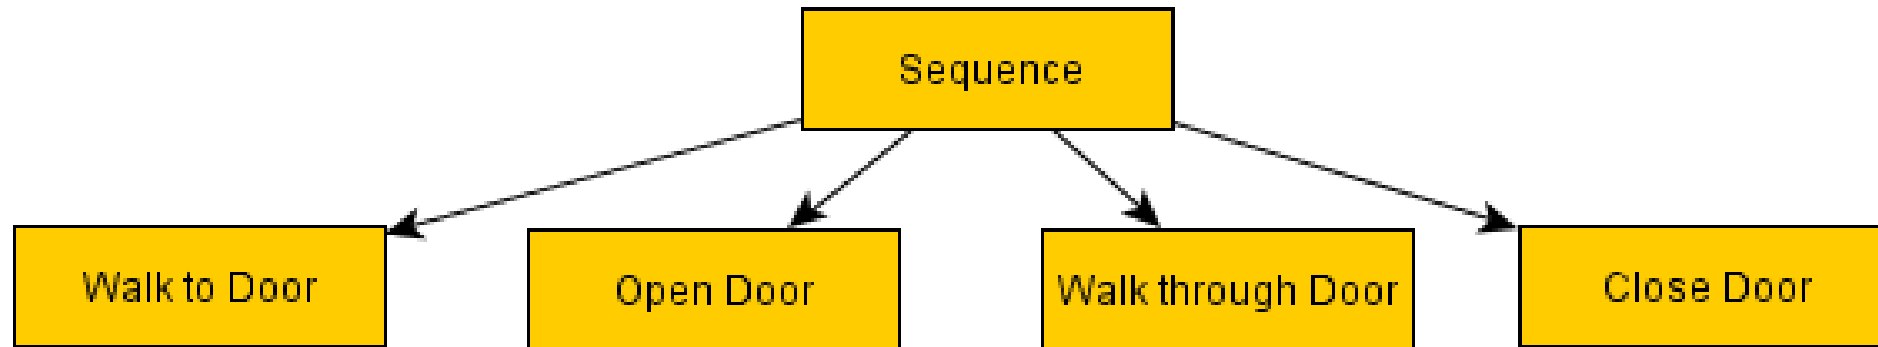 Sequence
Walk to Door
Open Door
Walk through Door
Close Door